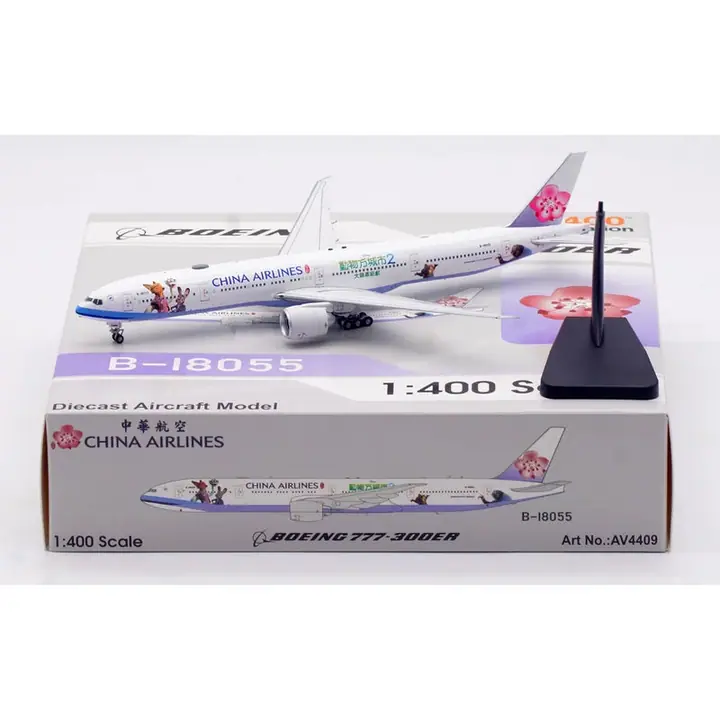 400
BOEIN
CHINA AIRLINES
動物方城市2
B-18055
1:400 S
Diecast Aircraft Model
中華航空
CHINA AIRLINES
CHINA AIRLINES
動物方城市2
B-18055
1:400 Scale
BOEING 777-300ER
Art No.:AV4409